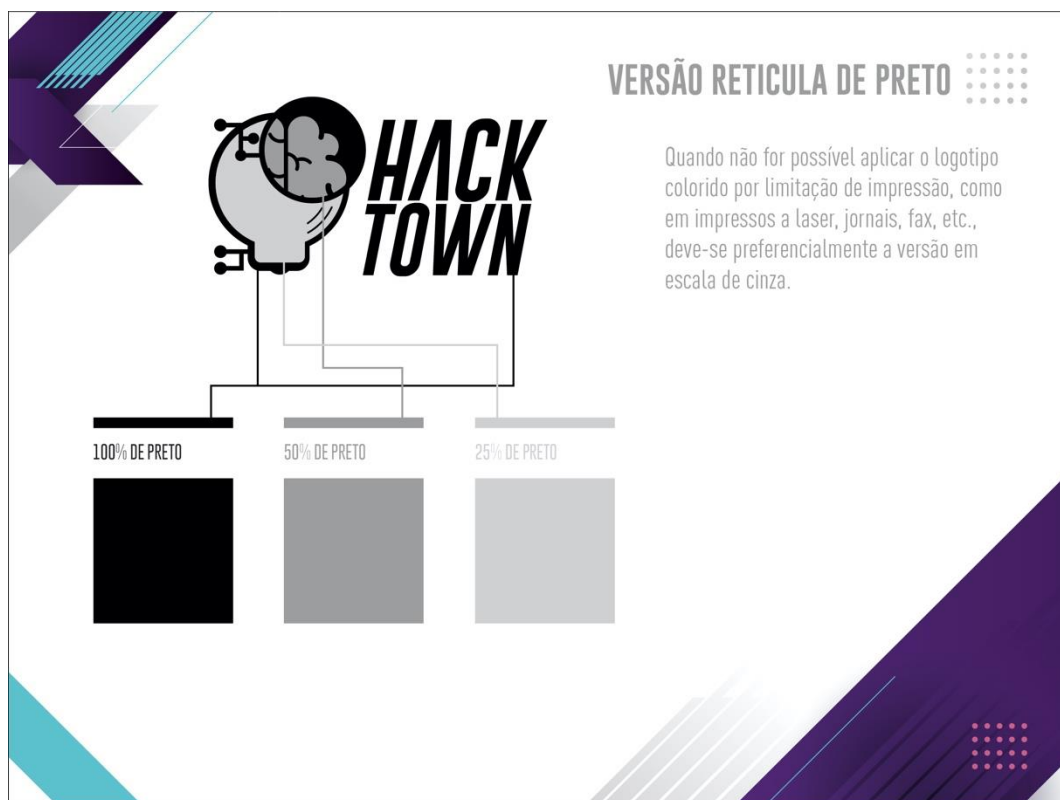 VERSÃO RETICULA DE PRETO
HACK
TOWN
Quando não for possível aplicar o logotipo
colorido por limitação de impressão, como
em impressos a laser, jornais, fax, etc.,
deve-se preferencialmente a versão em
escala de cinza.
100% DE PRETO
50% DE PRETO
25% DE PRETO